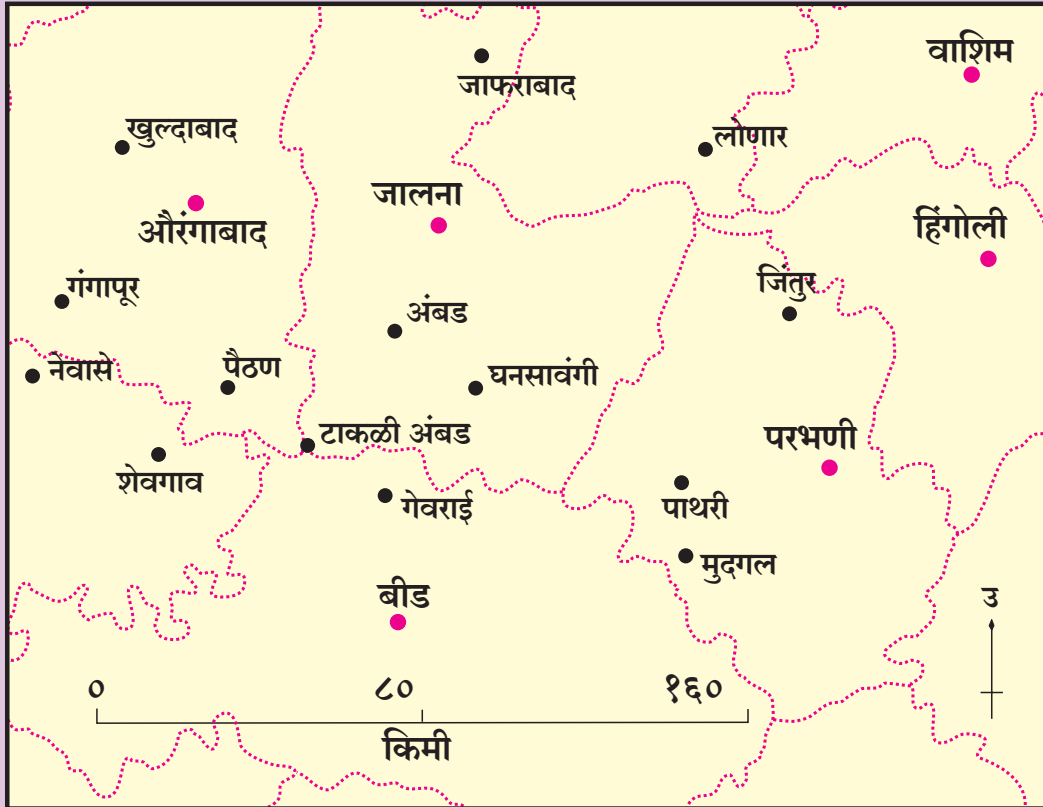 वाशिम
जाफराबाद
खुल्दाबाद
लोणार
जालना
औरंगाबाद
हिंगोली
गंगापूर
जिंतुर
अंबड
नेवासे
पैठण
घनसावंगी
टाकळी अंबड
परभणी
शेवगाव
गेवराई
पाथरी
मुदगल
बीड
उ
० ८० १६०
किमी